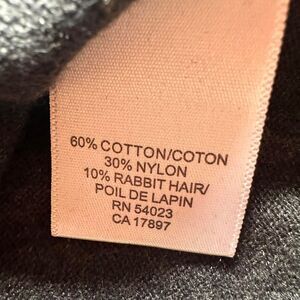 60% COTTON/COTON
30% NYLON
10% RABBIT HAIR/
POIL DE LAPIN
RN 54023
CA 17897